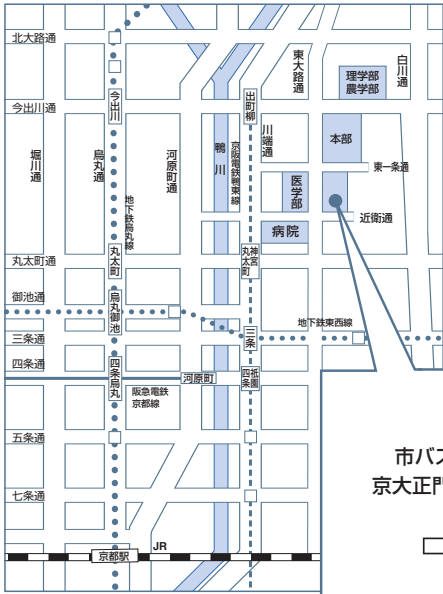 北大路通
東大路通
白川通
理学部
農学部
今出川通
今出川
出町柳
本部
堀川通
烏丸通
河原町通
鴨川
京阪電鉄鴨東線
川端通
東一条通
医学部
近衛通
病院
地下鉄烏丸線
丸太町通
丸太町
神宮
丸太町
御池通
烏丸御池
三条通
三条
地下鉄東西線
四条通
四条烏丸
河原町
祇園
四条
阪急電鉄
京都線
五条通
七条通
京都駅
JR
市バス
京大正門